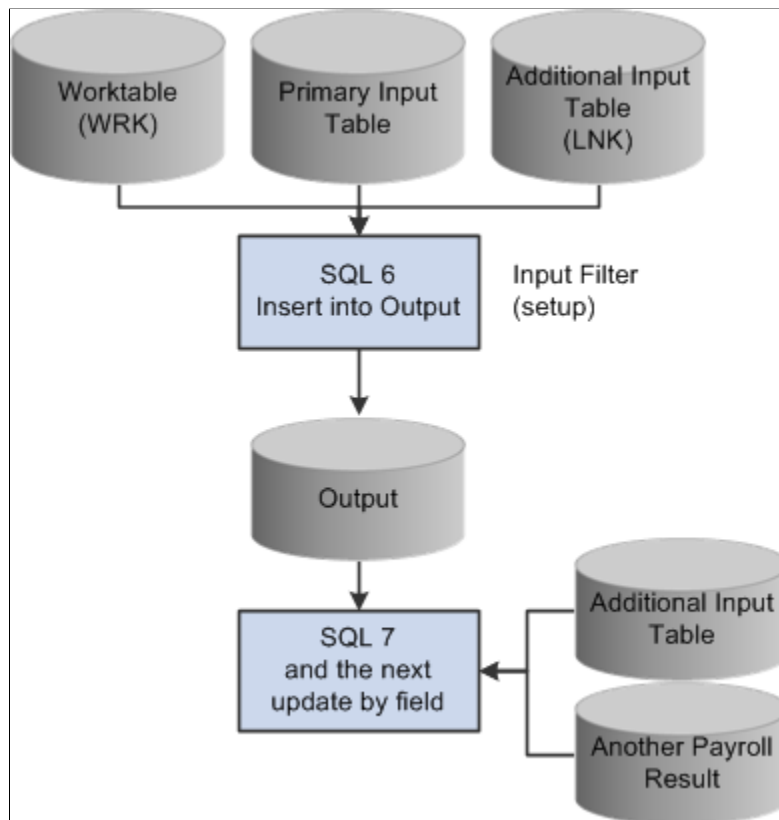 Worktable
(WRK)
Primary Input
Table
Additional Input
Table
(LNK)
SQL 6
Insert into Output
Input Filter
(setup)
Output
SQL 7
and the next
update by field
Additional Input
Table
Another Payroll
Result